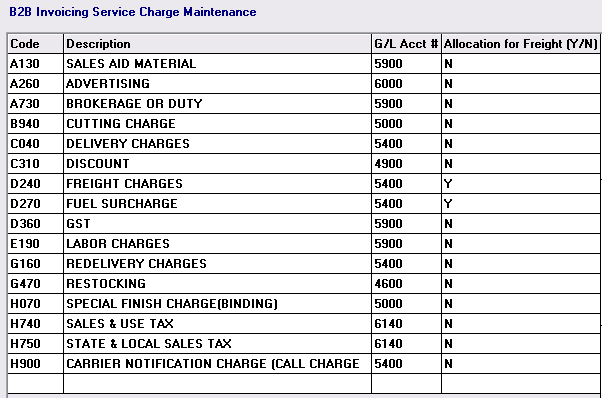 B2B Invoicing Service Charge Maintenance
Code Description G/L Acct # Allocation for Freight (Y/N)
A130 SALES AID MATERIAL 5900 N
A260 ADVERTISING 6000 N
A730 BROKERAGE OR DUTY 5900 N
B940 CUTTING CHARGE 5000 N
C040 DELIVERY CHARGES 5400 N
C310 DISCOUNT 4900 N
D240 FREIGHT CHARGES 5400 Y
D270 FUEL SURCHARGE 5400 Y
D360 GST 5900 N
E190 LABOR CHARGES 5900 N
G160 REDELIVERY CHARGES 5400 N
G470 RESTOCKING 4600 N
H070 SPECIAL FINISH CHARGE(BINDING) 5000 N
H740 SALES & USE TAX 6140 N
H750 STATE & LOCAL SALES TAX 6140 N
H900 CARRIER NOTIFICATION CHARGE (CALL CHARGE 5400 N